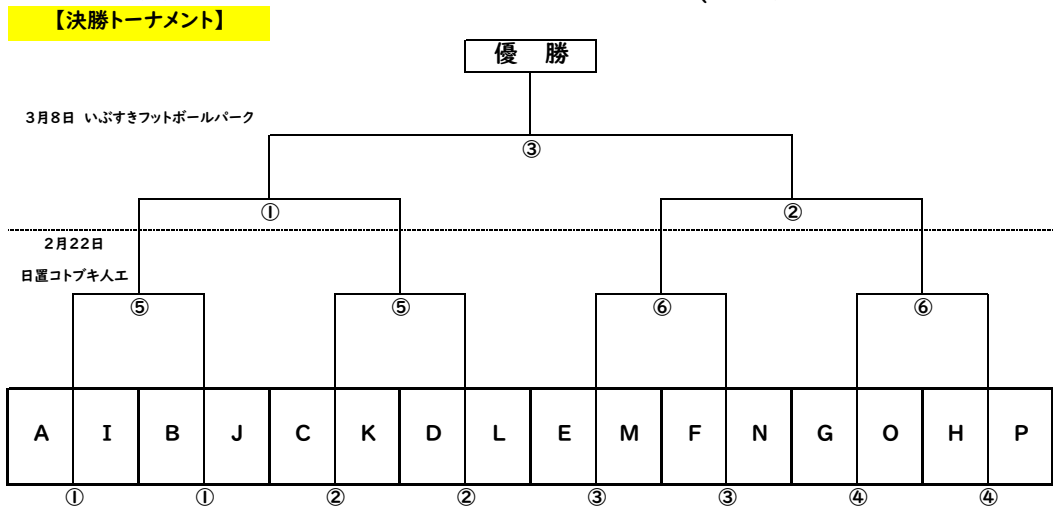 【決勝トーナメント】
優　勝
3月8日 いぶすきフットボールパーク
③
① ②
2月22日
日置コトブキ人工
⑤ ⑤ ⑥ ⑥
A I B J C K D L E M F N G O H P
① ① ② ② ③ ③ ④ ④